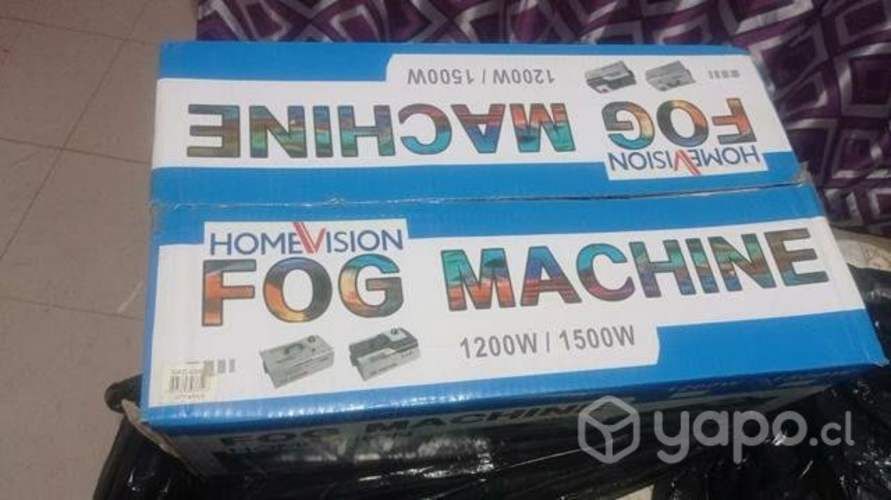 1200W / 1500W
FOG MACHINE
HOMEVISION
HOMEVISION
FOG MACHINE
1200W / 1500W
FOG MACHINE
yapo.cl